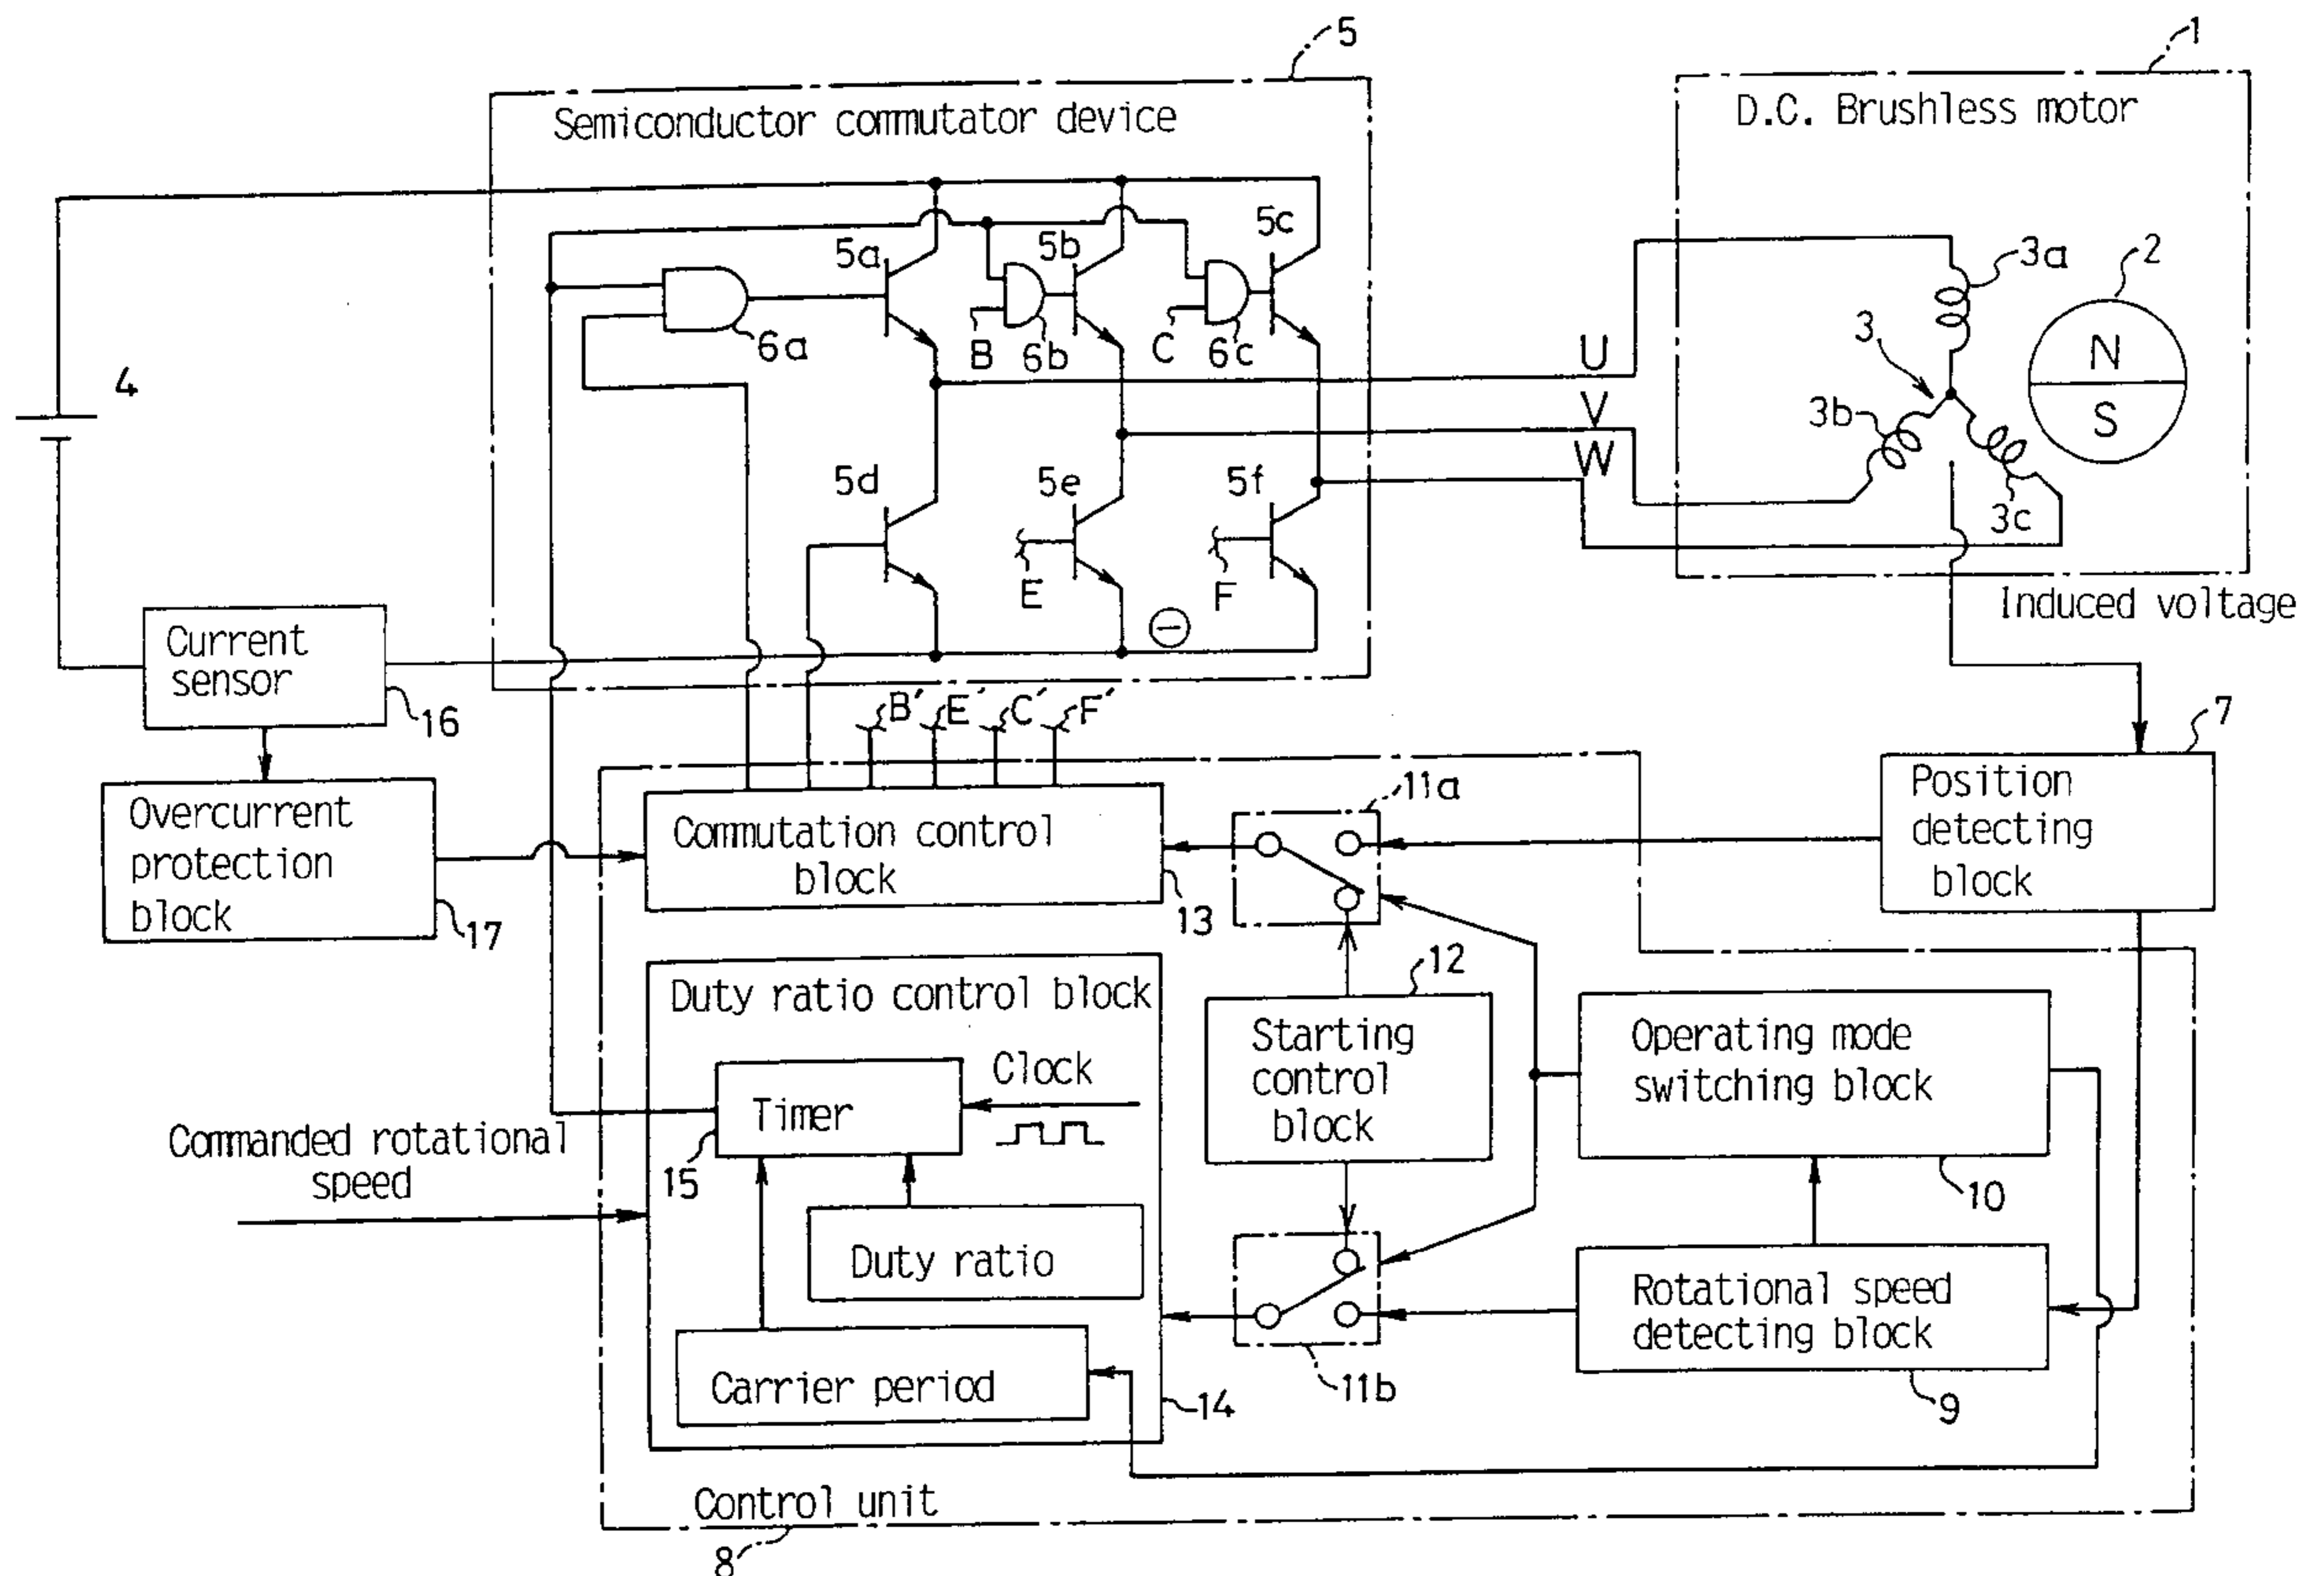 5
1
Semiconductor commutator device
D.C. Brushless motor
5a
5b
5c
6a
B
6b
C
6c
3a
2
3
N
S
3b
3c
U
V
W
4
5d
5e
5f
E
F
−
Induced voltage
Current
sensor
16
B′
E′
C′
F′
7
Overcurrent
protection
block
17
Commutation control
block
13
11a
Position
detecting
block
Duty ratio control block
12
Timer
Clock
15
Starting
control
block
Operating mode
switching block
10
Commanded rotational
speed
Duty ratio
Carrier period
14
11b
Rotational speed
detecting block
9
Control unit
8